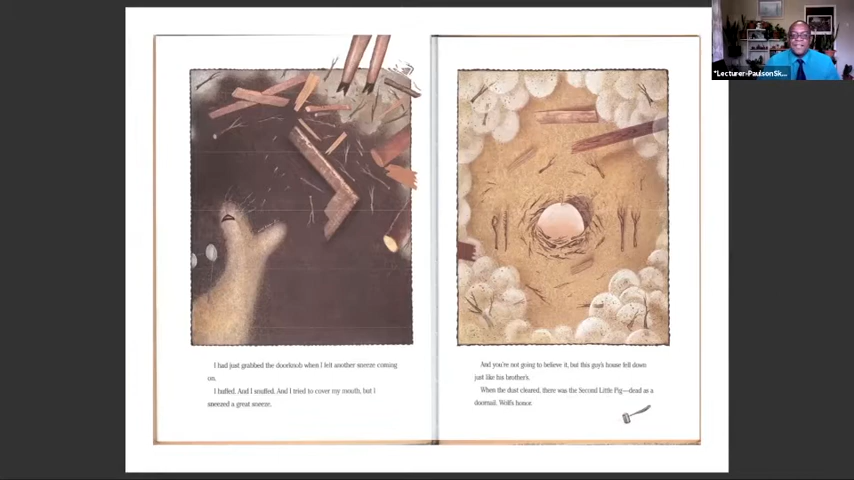 *Lecturer-PaulsonSk...
I had just grabbed the doorknob when I felt another sneeze coming
on.
I huffed. And I snuffed. And I tried to cover my mouth, but I
sneezed a great sneeze.
And you're not going to believe it, but this guy's house fell down
just like his brother's.
When the dust cleared, there was the Second Little Pig—dead as a
doornail. Wolf's honor.